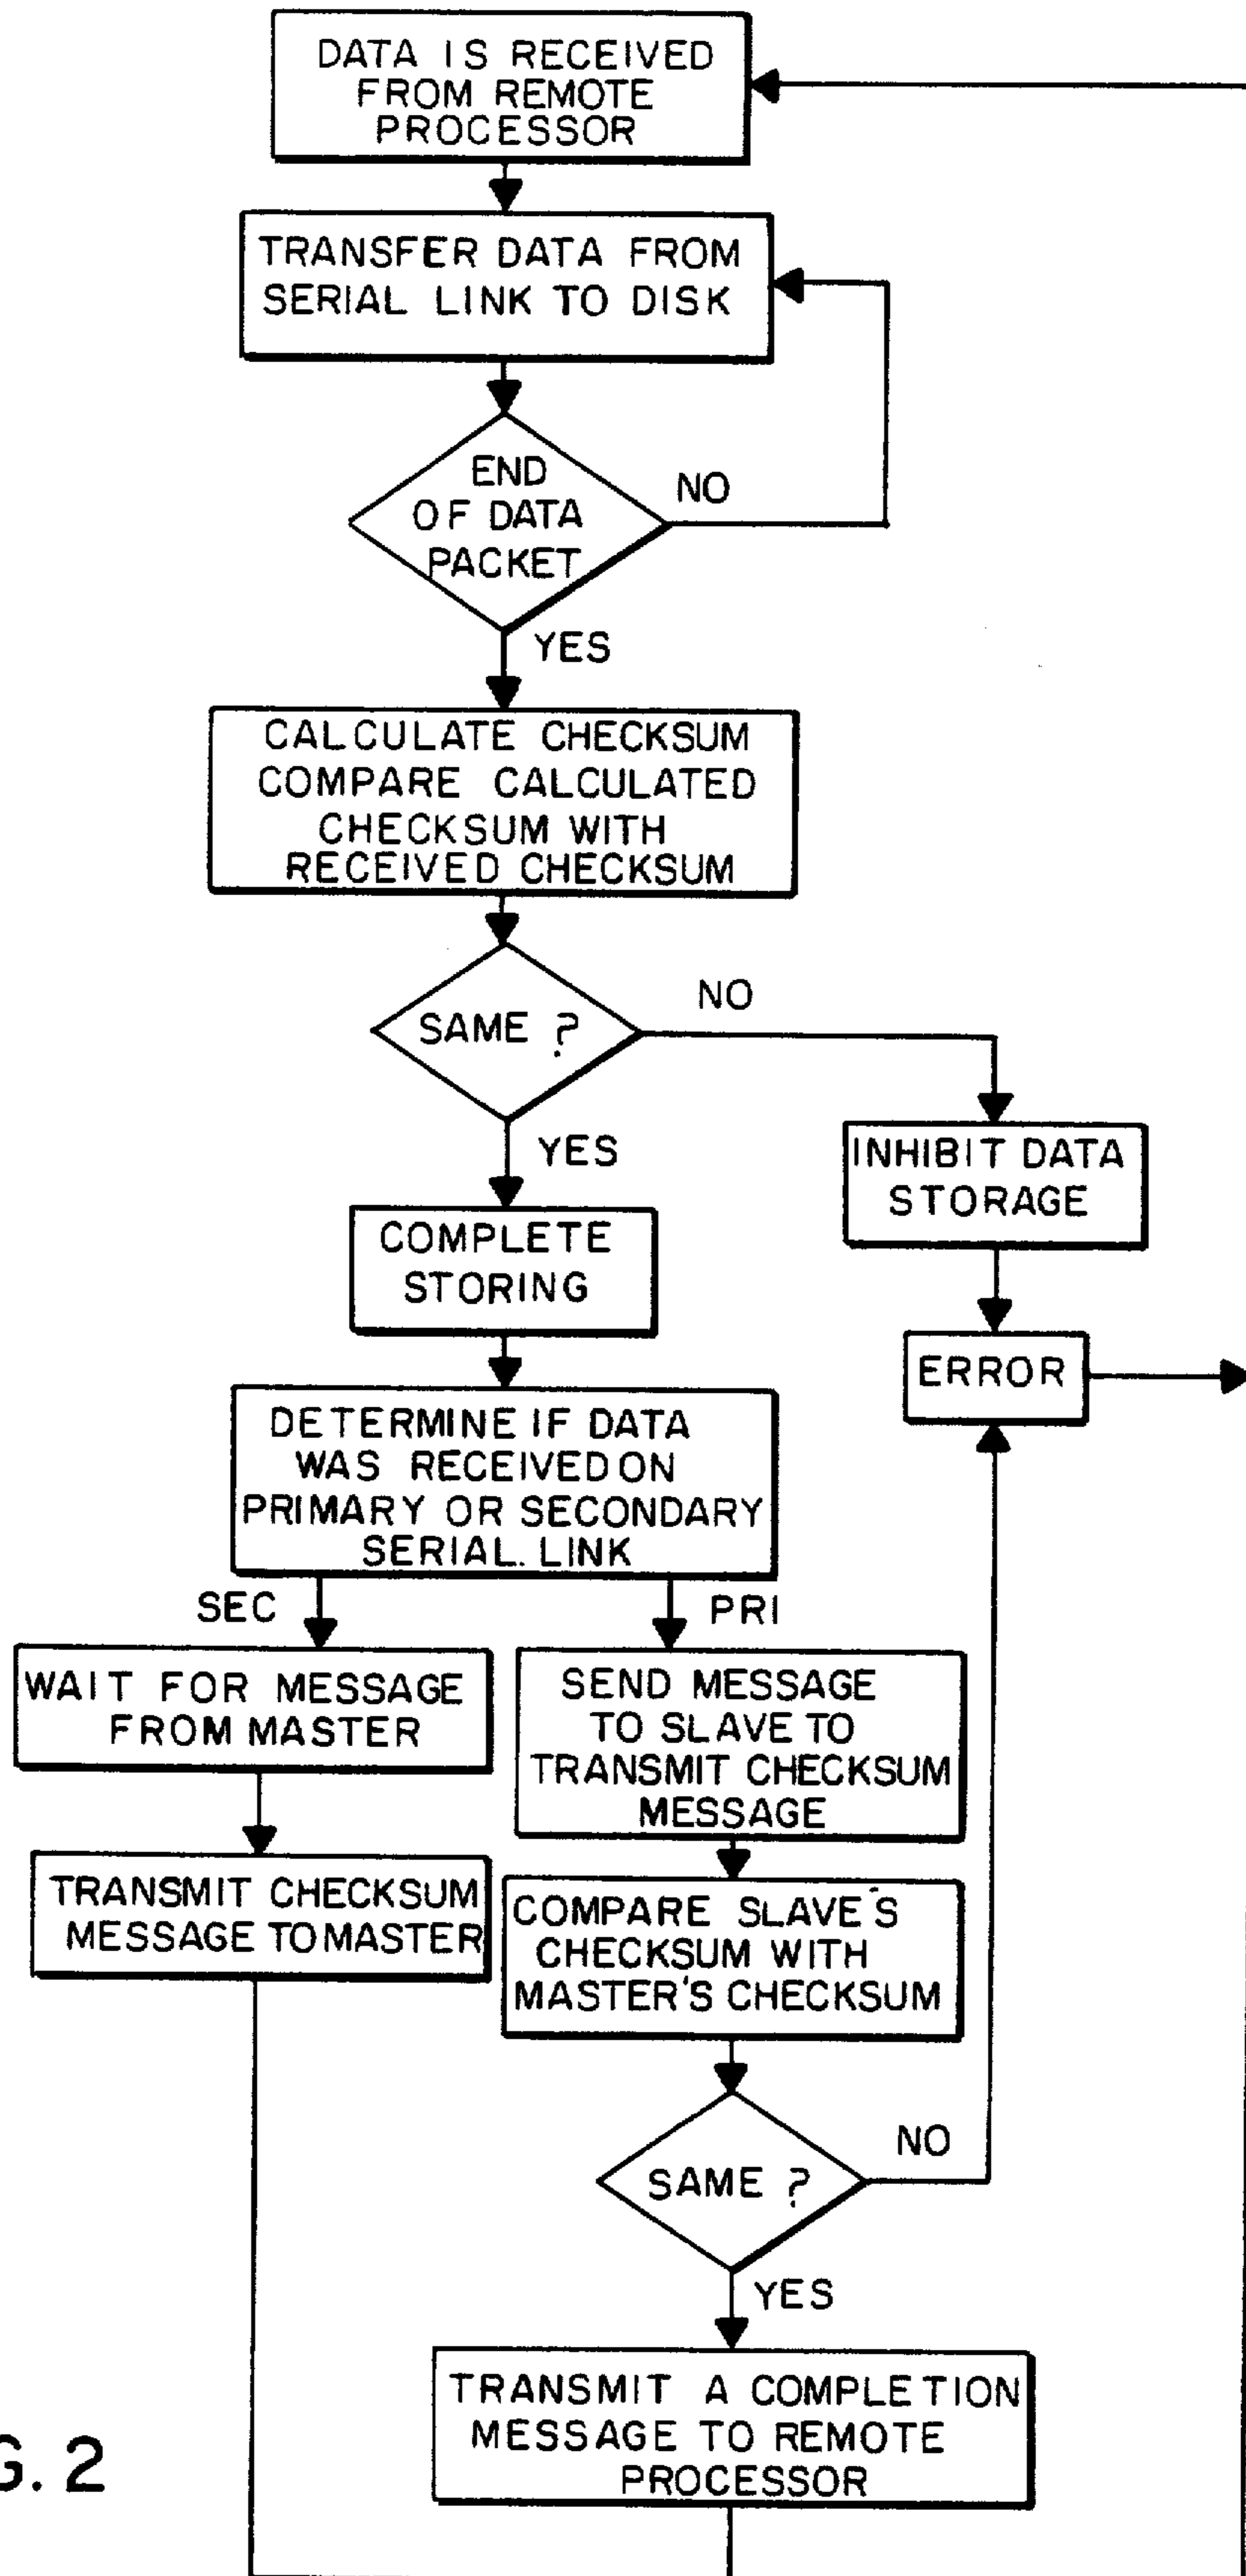 DATA IS RECEIVED
FROM REMOTE
PROCESSOR
TRANSFER DATA FROM
SERIAL LINK TO DISK
END
OF DATA
PACKET
NO
YES
CALCULATE CHECKSUM
COMPARE CALCULATED
CHECKSUM WITH
RECEIVED CHECKSUM
SAME ?
NO
YES
INHIBIT DATA
STORAGE
COMPLETE
STORING
ERROR
DETERMINE IF DATA
WAS RECEIVED ON
PRIMARY OR SECONDARY
SERIAL. LINK
SEC
PRI
WAIT FOR MESSAGE
FROM MASTER
SEND MESSAGE
TO SLAVE TO
TRANSMIT CHECKSUM
MESSAGE
TRANSMIT CHECKSUM
MESSAGE TO MASTER
COMPARE SLAVE'S
CHECKSUM WITH
MASTER'S CHECKSUM
SAME ?
NO
YES
TRANSMIT A COMPLETION
MESSAGE TO REMOTE
PROCESSOR
G. 2